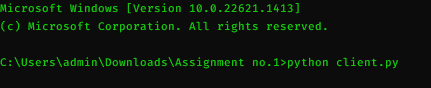 Microsoft Windows [Version 10.0.22621.1413]
(c) Microsoft Corporation. All rights reserved.
C:\Users\admin\Downloads\Assignment no.1>python client.py